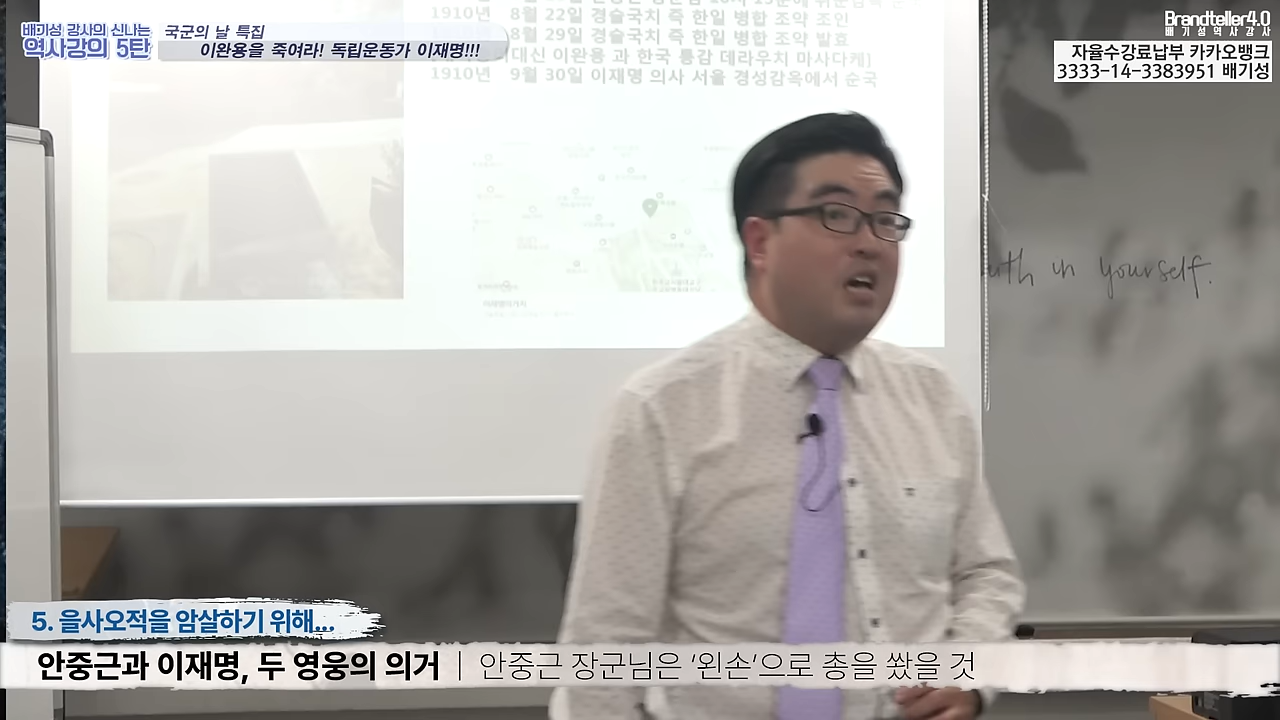 배기성 강사의 신나는
역사강의 5탄
국군의 날 특집
이완용을 죽여라! 독립운동가 이재명!!!
Brandteller4.0
배기성역사강사
자율수강료납부 카카오뱅크
3333-14-3383951 배기성
1910년 8월 22일 경술국치 즉 한일 병합 조약 조인
8월 29일 경술국치 즉 한일 병합 조약 발효
대신 이완용 과 한국 통감 데라우치 마사다케]
1910년 9월 30일 이재명 의사 서울 경성감옥에서 순국
in yourself.
5. 을사오적을 암살하기 위해...
안중근과 이재명, 두 영웅의 의거 | 안중근 장군님은 '왼손'으로 총을 쐈을 것